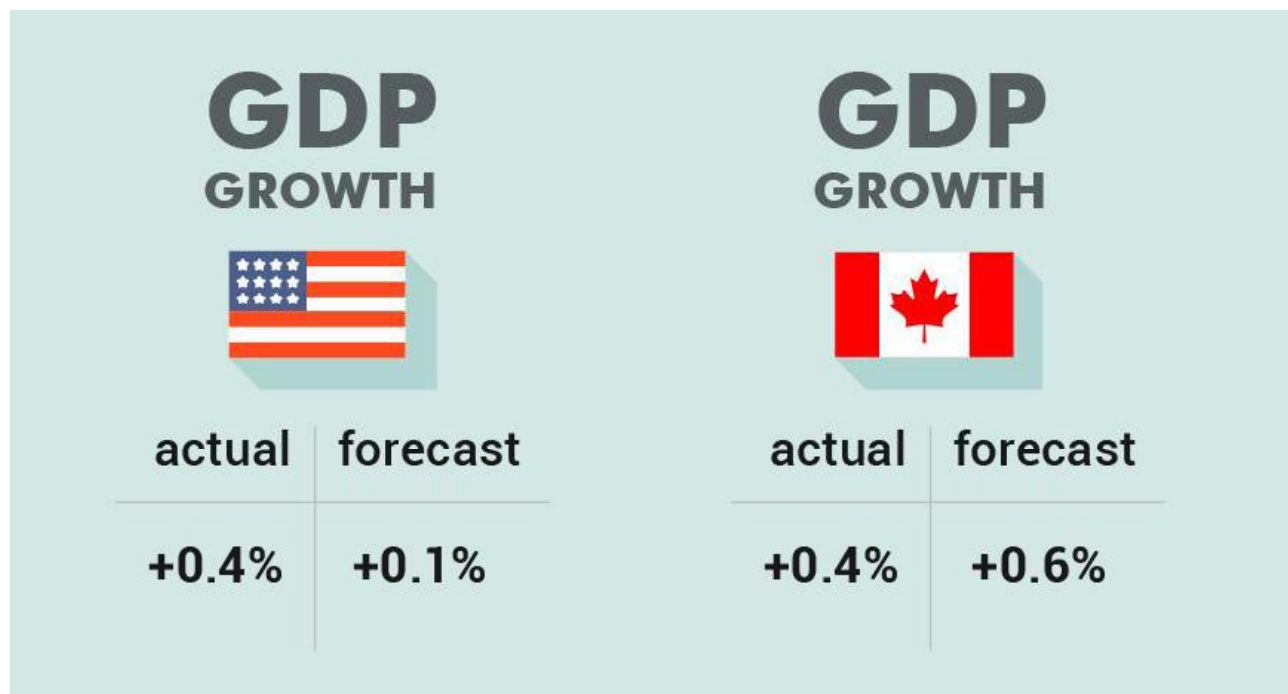 GDP
GROWTH
actual forecast
+0.4% +0.1%
GDP
GROWTH
actual forecast
+0.4% +0.6%